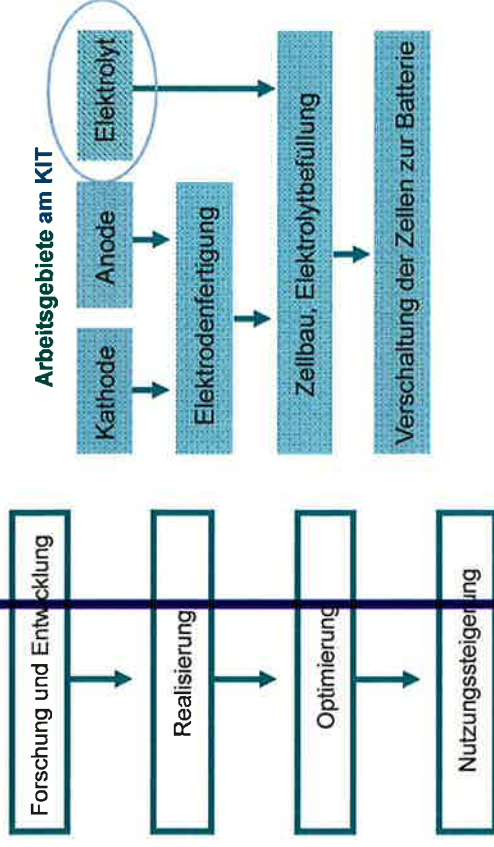 Forschung und Entwicklung
Realisierung
Optimierung
Nutzungssteigerung
Arbeitsgebiete am KIT
Kathode
Anode
Elektrolyt
Elektrodenfertigung
Zellbau, Elektrolytbefüllung
Verschaltung der Zellen zur Batterie